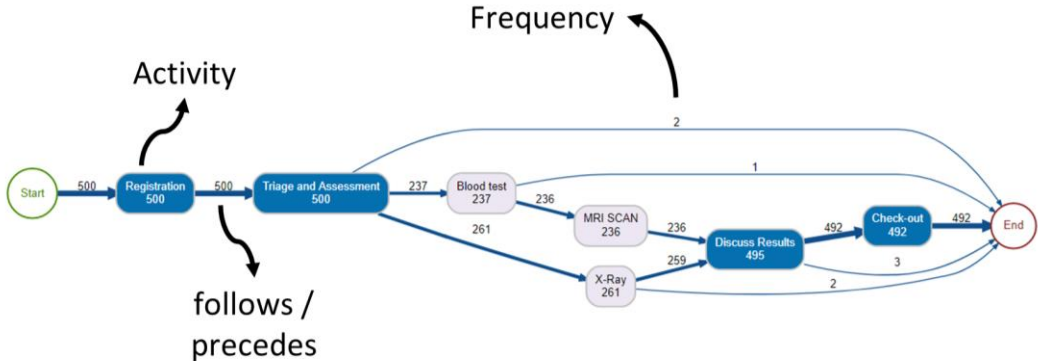 Frequency
Activity
2
1
Start
500
Registration
500
500
Triage and Assessment
500
237
Blood test
237
236
MRI SCAN
236
236
261
X-Ray
261
259
Discuss Results
495
492
Check-out
492
492
3
2
End
follows /
precedes